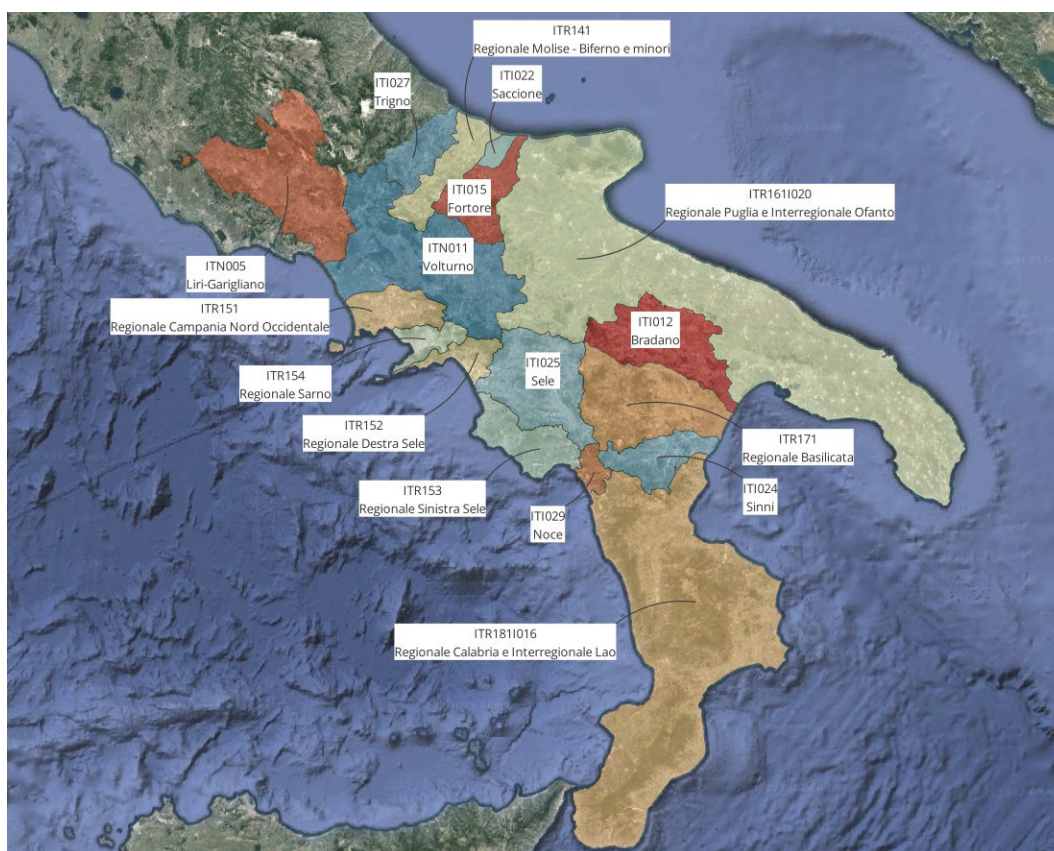 ITR141
Regionale Molise - Biferno e minori
ITI022
Saccione
ITI027
Trigno
ITI015
Fortore
ITR161I020
Regionale Puglia e Interregionale Ofanto
ITN011
Volturno
ITN005
Liri-Garigliano
ITR151
Regionale Campania Nord Occidentale
ITI012
Bradano
ITI025
Sele
ITR154
Regionale Sarno
ITR152
Regionale Destra Sele
ITR171
Regionale Basilicata
ITR153
Regionale Sinistra Sele
ITI024
Sinni
ITI029
Noce
ITR181I016
Regionale Calabria e Interregionale Lao